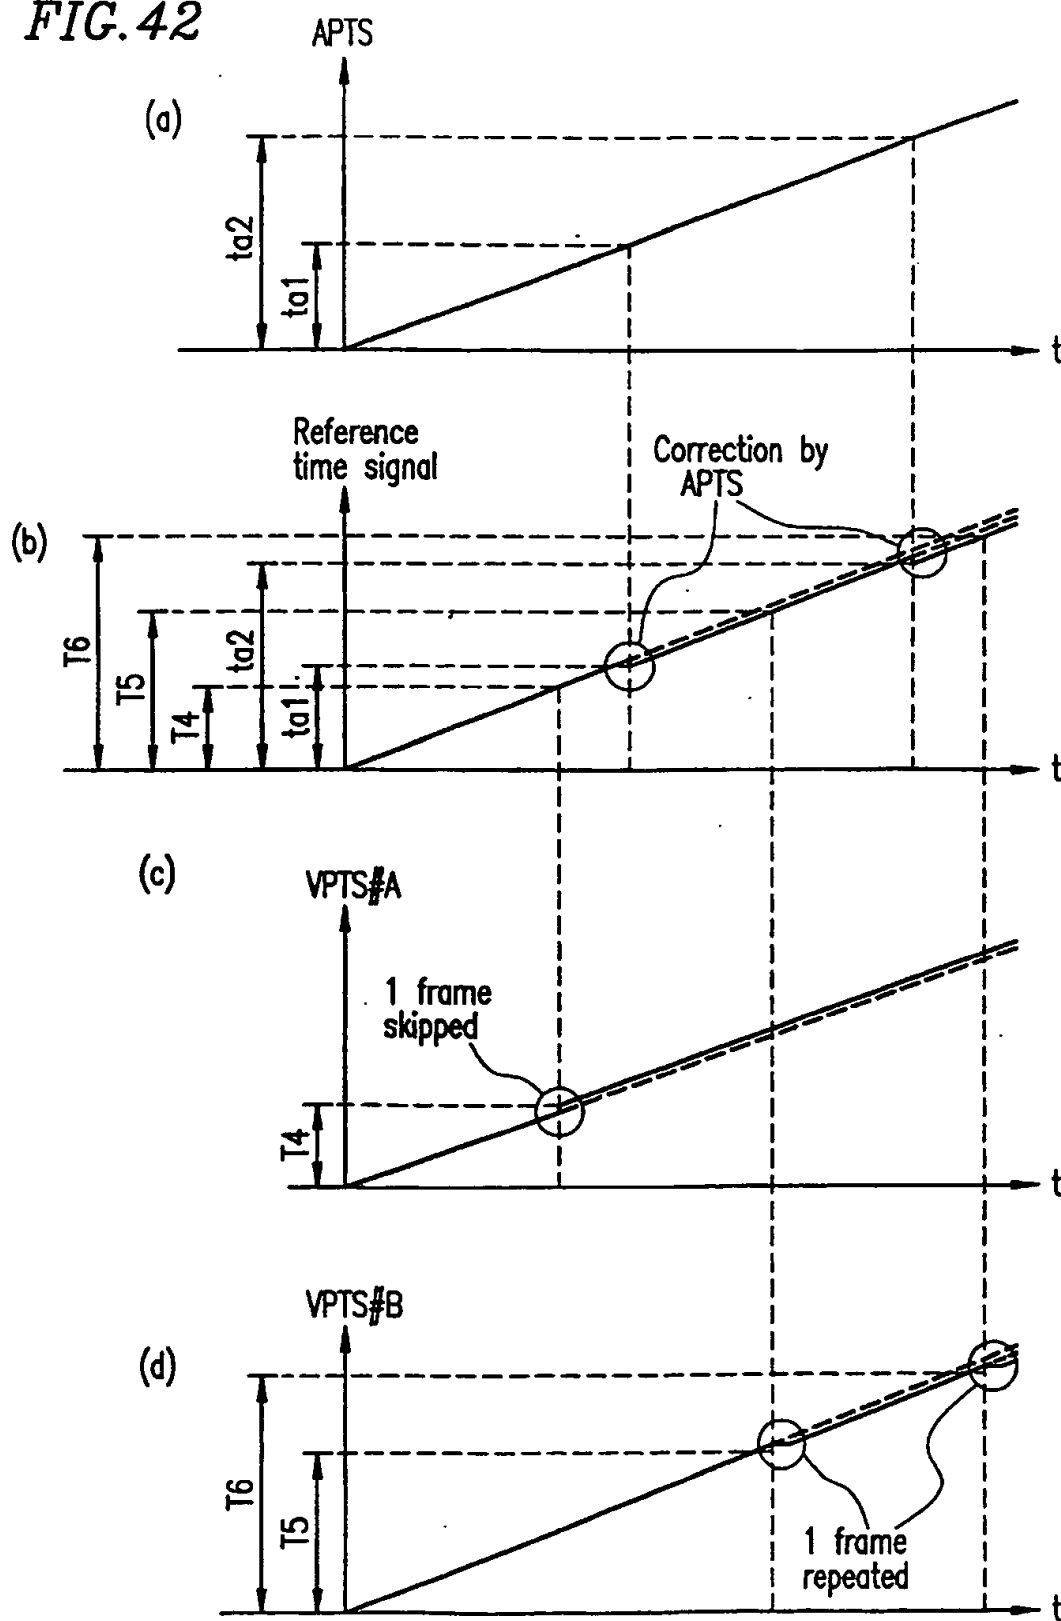 FIG. 42
APTS
(a)
ta2
ta1
t
Reference
time signal
Correction by
APTS
(b)
T6
T5
T4
ta2
ta1
t
(c)
VPTS#A
1 frame
skipped
T4
t
VPTS#B
(d)
T6
T5
1 frame
repeated
t